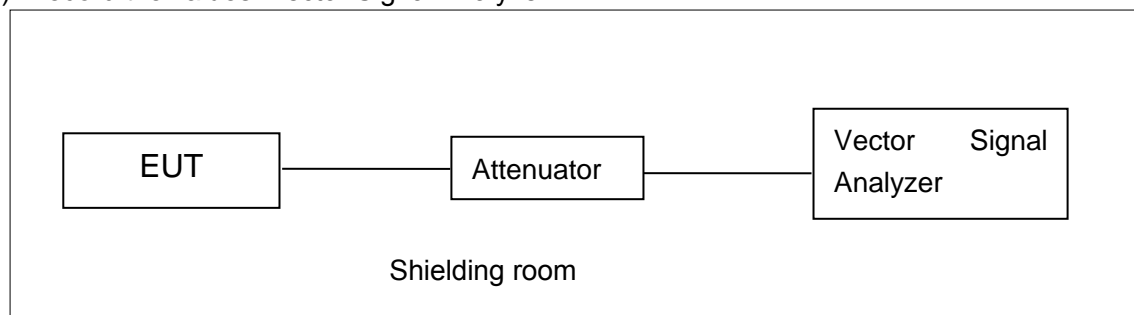 EUT
Attenuator
Vector Signal
Analyzer
Shielding room